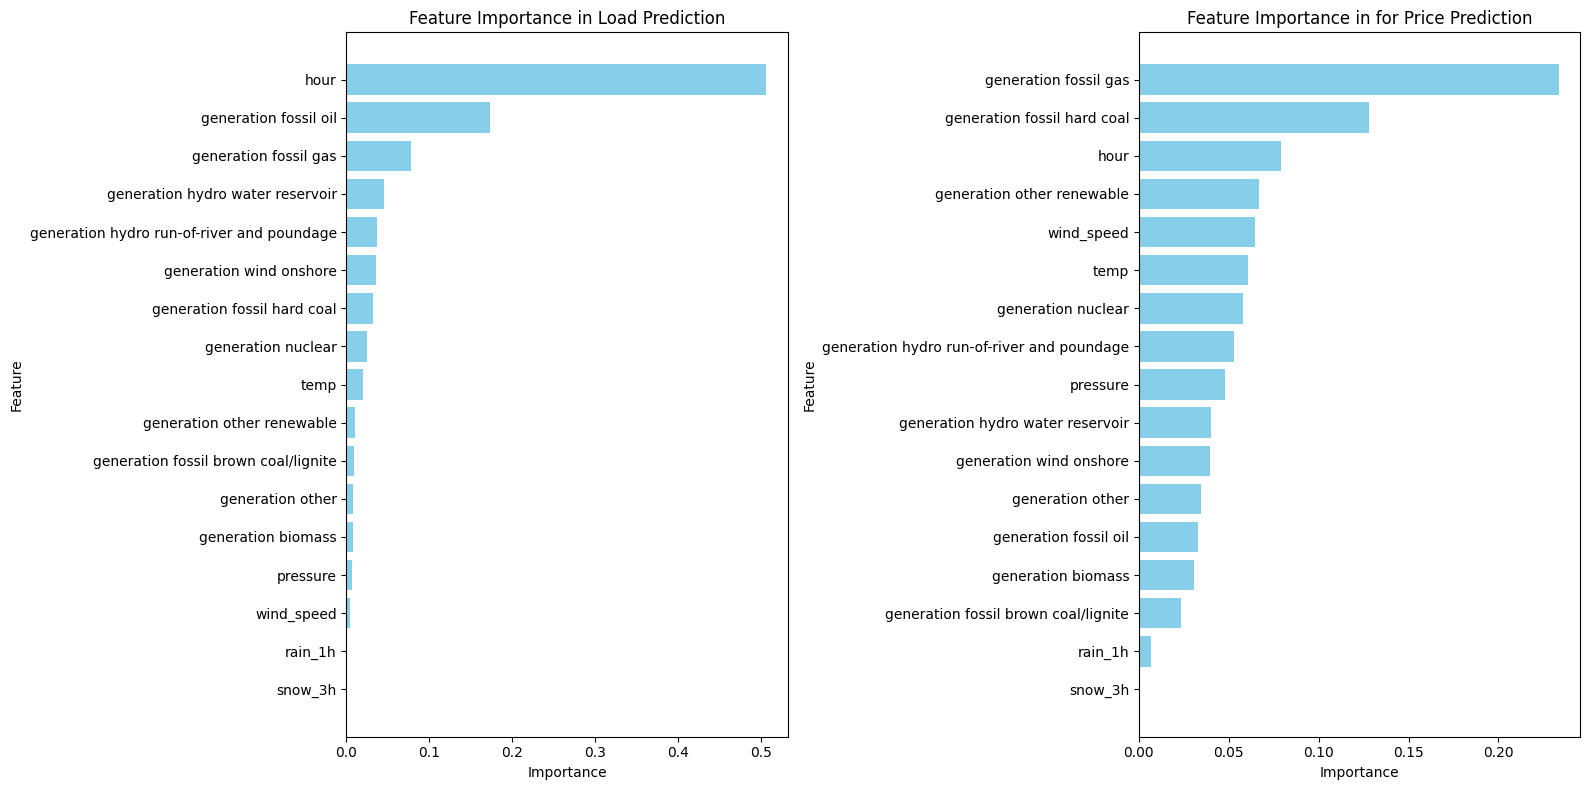 Feature Importance in Load Prediction
hour
generation fossil oil
generation fossil gas
generation hydro water reservoir
generation hydro run-of-river and poundage
generation wind onshore
generation fossil hard coal
generation nuclear
temp
generation other renewable
generation fossil brown coal/lignite
generation other
generation biomass
pressure
wind_speed
rain_1h
snow_3h
Feature
0.0 0.1 0.2 0.3 0.4 0.5
Importance
Feature Importance in for Price Prediction
generation fossil gas
generation fossil hard coal
hour
generation other renewable
wind_speed
temp
generation nuclear
generation hydro run-of-river and poundage
pressure
generation hydro water reservoir
generation wind onshore
generation other
generation fossil oil
generation biomass
generation fossil brown coal/lignite
rain_1h
snow_3h
Feature
0.00 0.05 0.10 0.15 0.20
Importance